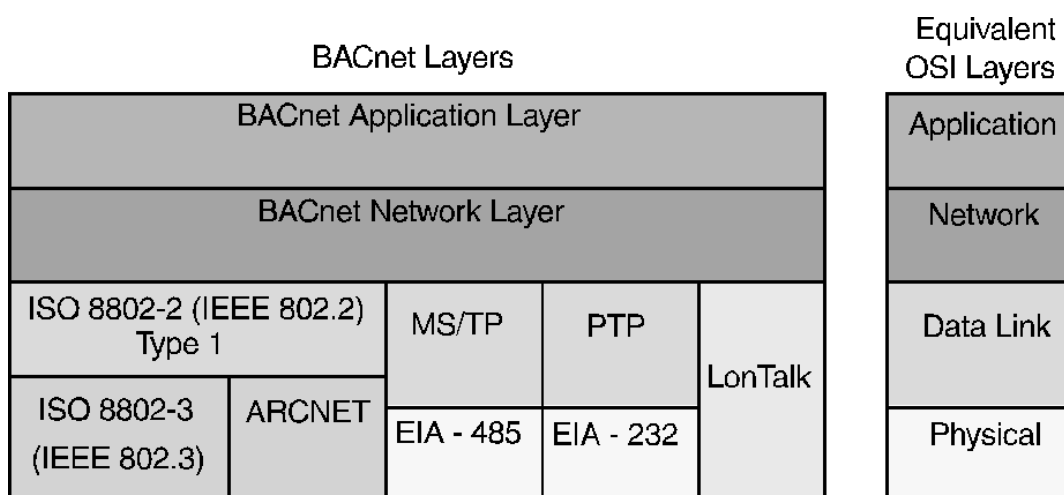 BACnet Layers
Equivalent
OSI Layers
BACnet Application Layer
Application
BACnet Network Layer
Network
ISO 8802-2 (IEEE 802.2)
Type 1
MS/TP
PTP
LonTalk
Data Link
ISO 8802-3
(IEEE 802.3)
ARCNET
EIA - 485
EIA - 232
Physical